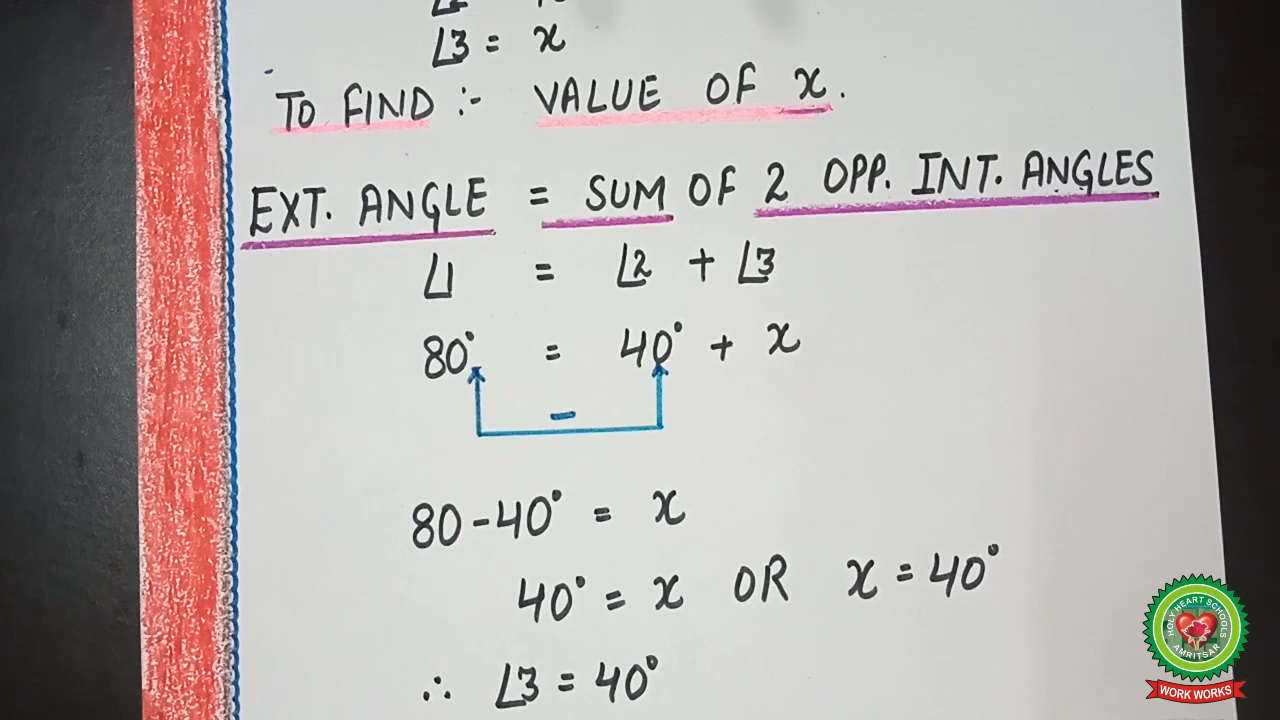 ∠3 = x
TO FIND :- VALUE OF x.
EXT. ANGLE = SUM OF 2 OPP. INT. ANGLES
∠1 = ∠2 + ∠3
80° = 40° + x
-
80 - 40° = x
40° = x OR x = 40°
∴ ∠3 = 40°
HOLY HEART SCHOOLS
AMRITSAR
WORK WORKS